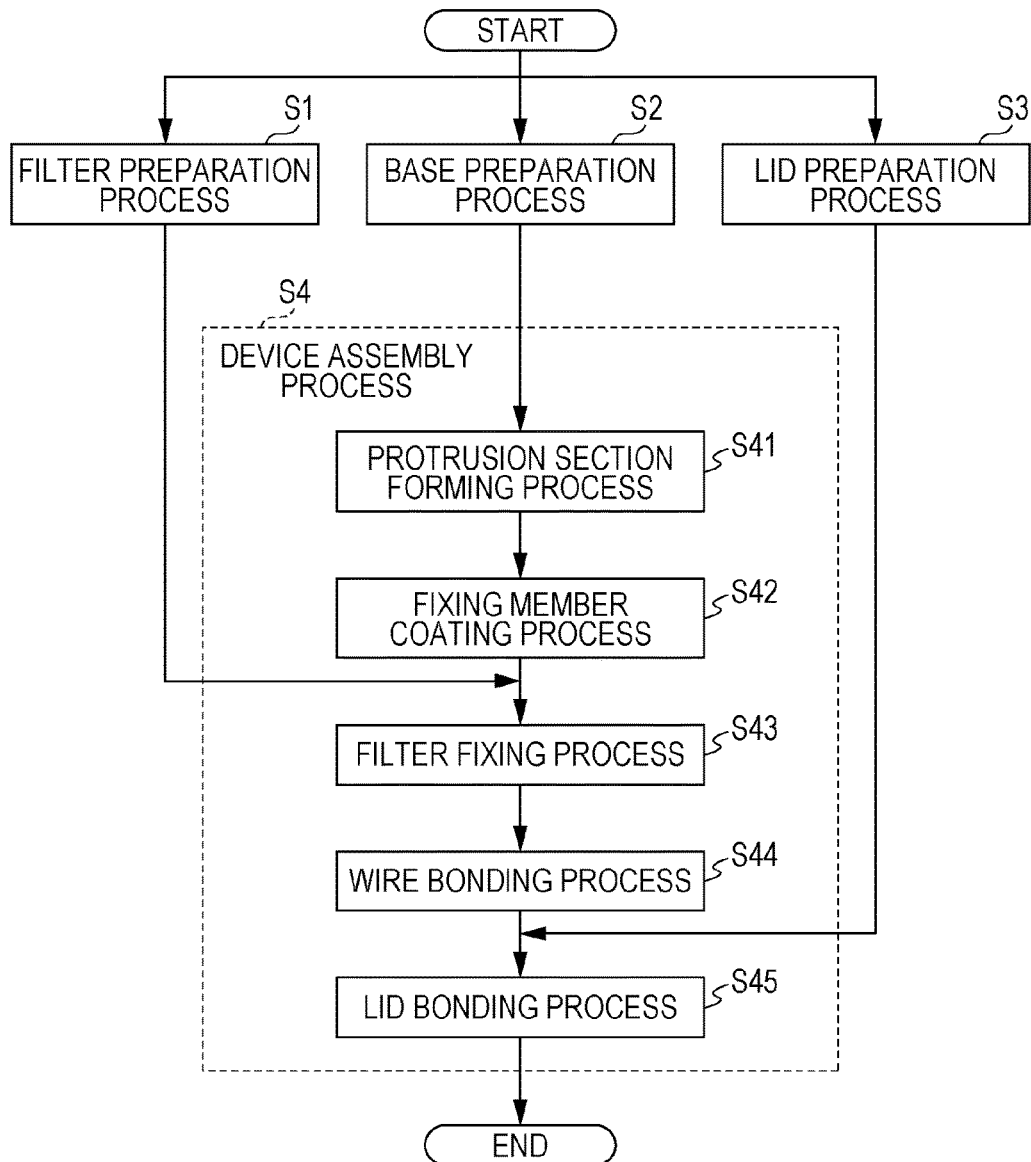 START
S1
FILTER PREPARATION
PROCESS
S2
BASE PREPARATION
PROCESS
S3
LID PREPARATION
PROCESS
S4
DEVICE ASSEMBLY
PROCESS
S41
PROTRUSION SECTION
FORMING PROCESS
S42
FIXING MEMBER
COATING PROCESS
S43
FILTER FIXING PROCESS
S44
WIRE BONDING PROCESS
S45
LID BONDING PROCESS
END